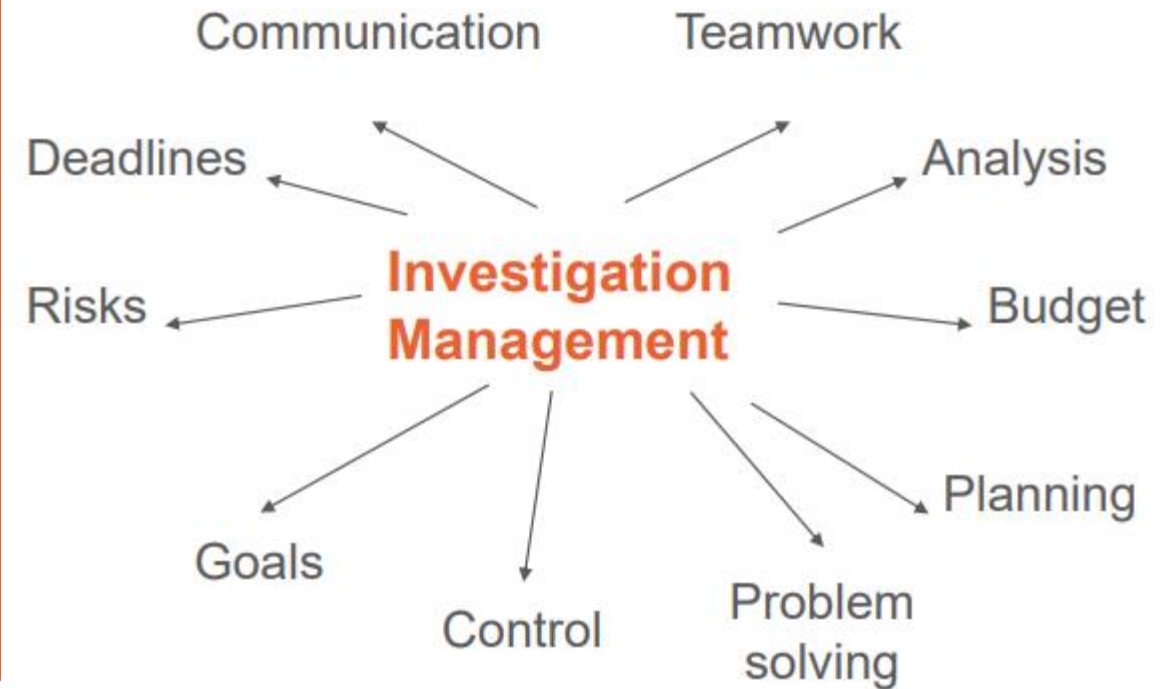 Communication
Teamwork
Deadlines
Analysis
Investigation
Management
Risks
Budget
Planning
Goals
Control
Problem
solving